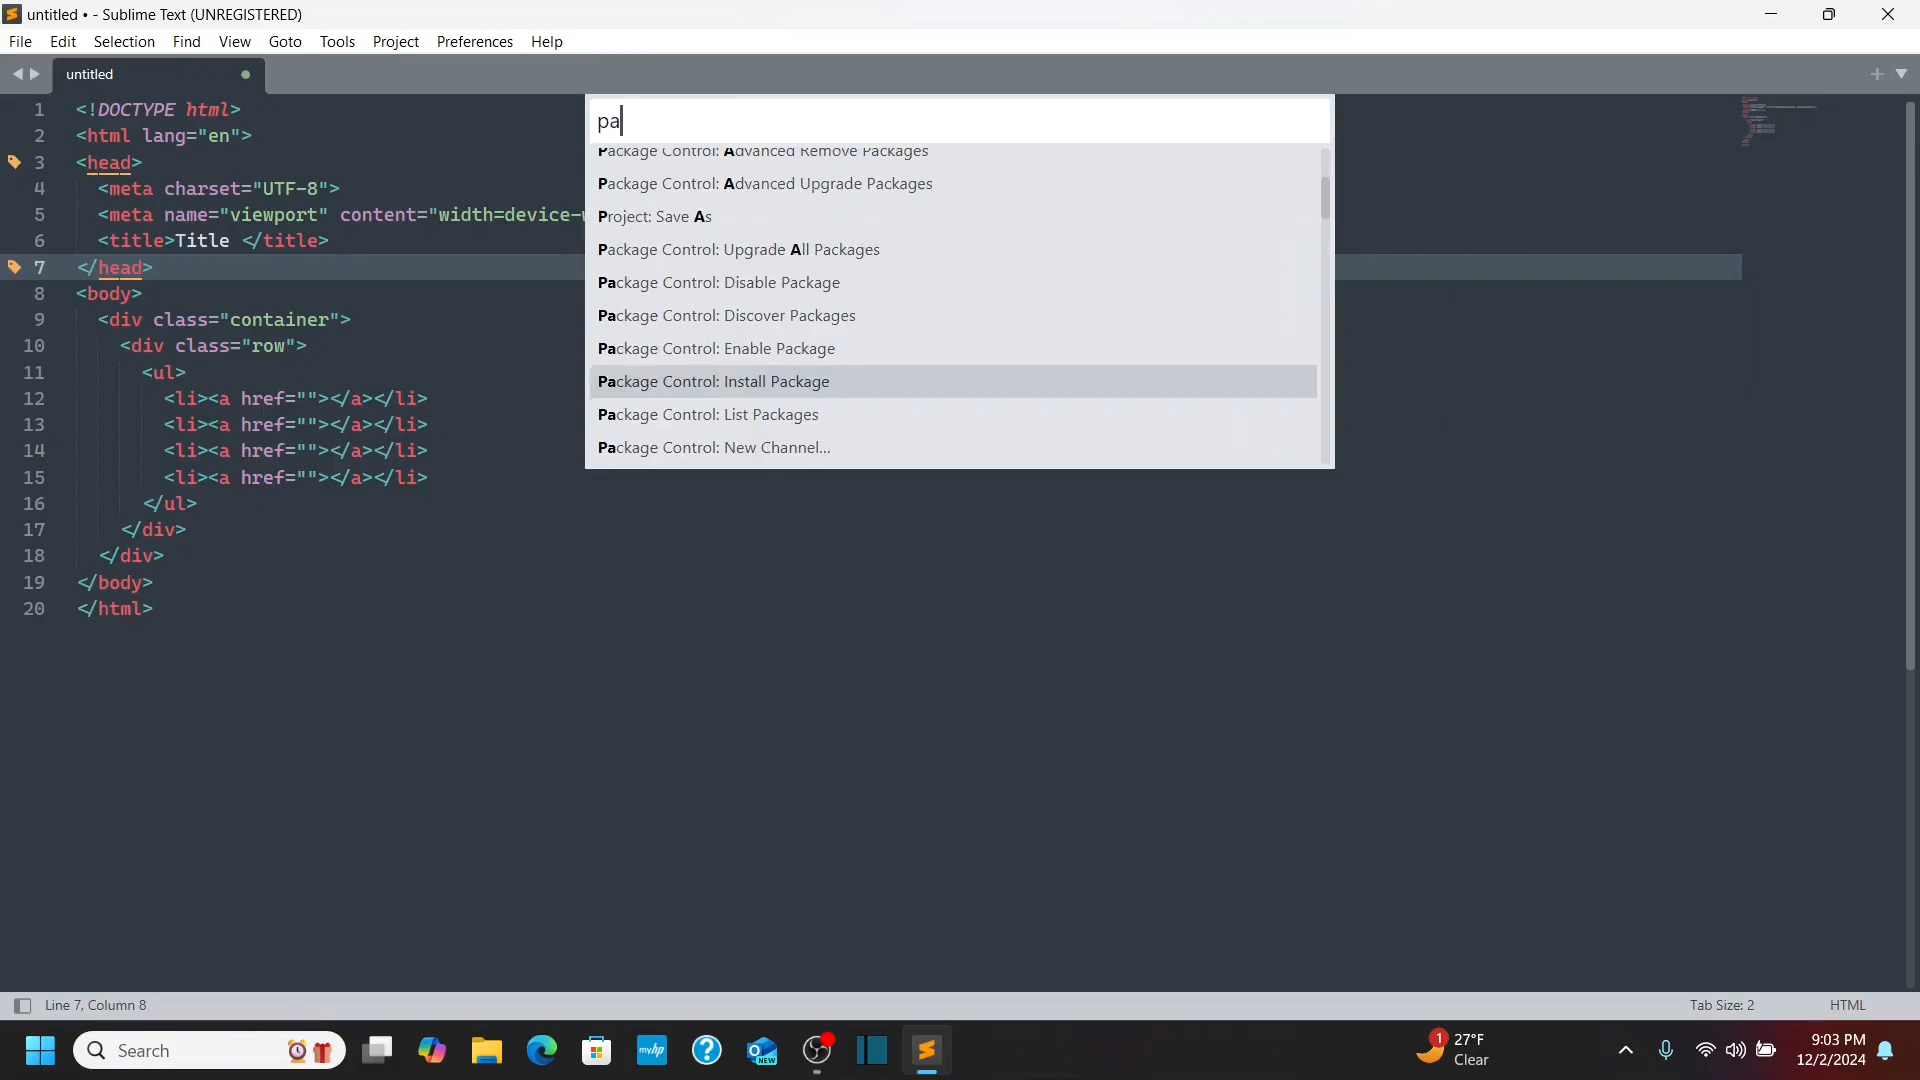 untitled • - Sublime Text (UNREGISTERED)
File Edit Selection Find View Goto Tools Project Preferences Help
untitled
1 <!DOCTYPE html>
2 <html lang="en">
3 <head>
4 <meta charset="UTF-8">
5 <meta name="viewport" content="width=device-
6 <title>Title </title>
7 </head>
8 <body>
9 <div class="container">
10 <div class="row">
11 <ul>
12 <li><a href=""></a></li>
13 <li><a href=""></a></li>
14 <li><a href=""></a></li>
15 <li><a href=""></a></li>
16 </ul>
17 </div>
18 </div>
19 </body>
20 </html>
pa
Package Control: Advanced Remove Packages
Package Control: Advanced Upgrade Packages
Project: Save As
Package Control: Upgrade All Packages
Package Control: Disable Package
Package Control: Discover Packages
Package Control: Enable Package
Package Control: Install Package
Package Control: List Packages
Package Control: New Channel...
Line 7, Column 8
Tab Size: 2
HTML
Search
myhp
NEW
1
27°F
Clear
9:03 PM
12/2/2024